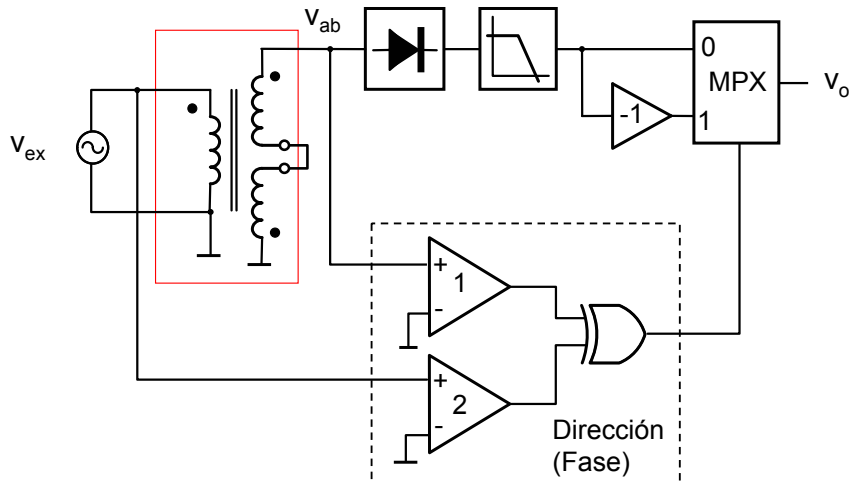 v_ab
0
MPX
v_o
-1
1
v_ex
+
1
-
+
2
-
Dirección
(Fase)